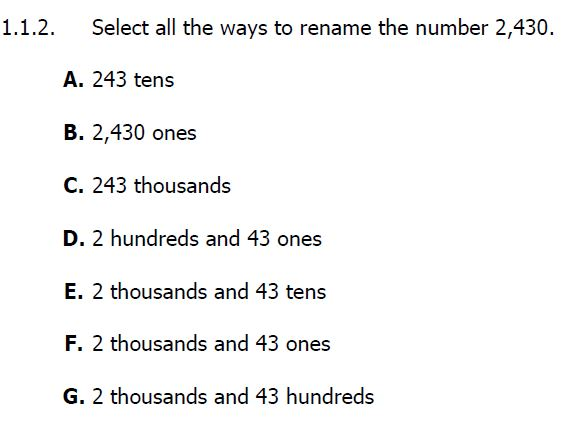 1.1.2. Select all the ways to rename the number 2,430.
A. 243 tens
B. 2,430 ones
C. 243 thousands
D. 2 hundreds and 43 ones
E. 2 thousands and 43 tens
F. 2 thousands and 43 ones
G. 2 thousands and 43 hundreds